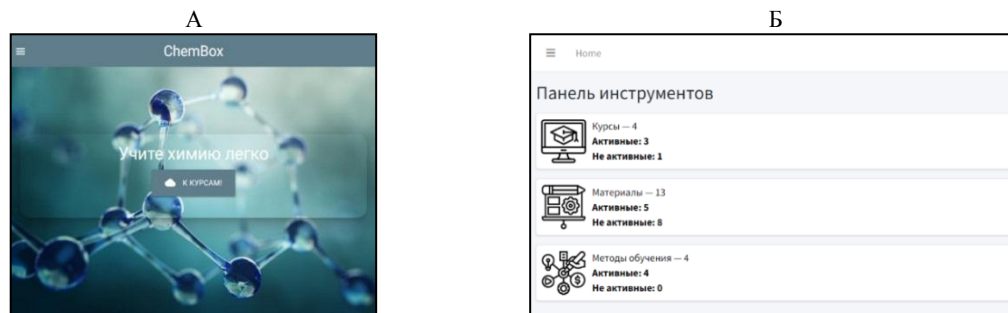 А
ChemBox
Учите химию легко
К КУРСАМ!
Б
Home
Панель инструментов
Курсы — 4
Активные: 3
Не активные: 1
Материалы — 13
Активные: 5
Не активные: 8
Методы обучения — 4
Активные: 4
Не активные: 0